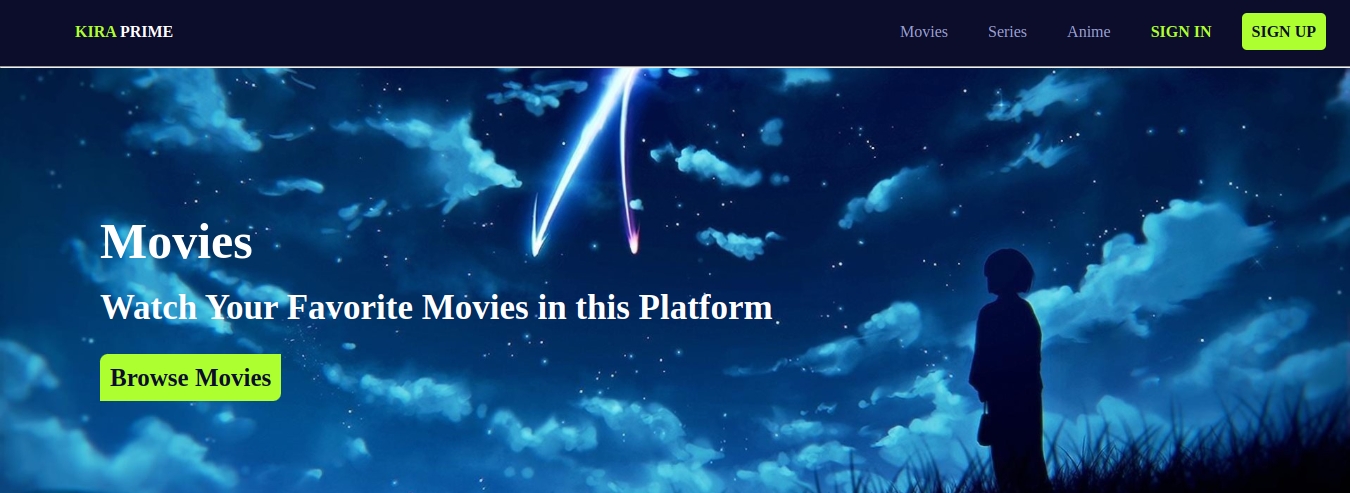 KIRA PRIME Movies Series Anime SIGN IN SIGN UP
Movies
Watch Your Favorite Movies in this Platform
Browse Movies